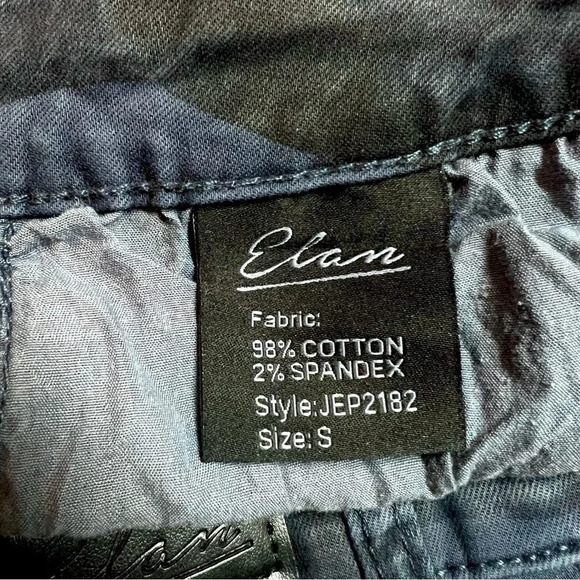 Elan
Fabric:
98% COTTON
2% SPANDEX
Style:JEP2182
Size:S